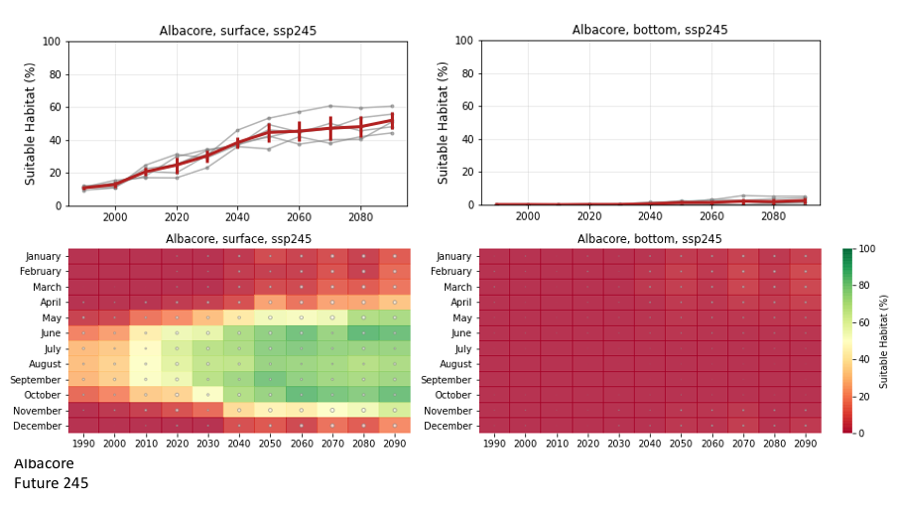 Albacore, surface, ssp245
Suitable Habitat (%)
100
80
60
40
20
0
2000
2020
2040
2060
2080
Albacore, bottom, ssp245
Suitable Habitat (%)
100
80
60
40
20
0
2000
2020
2040
2060
2080
Albacore, surface, ssp245
January
February
March
April
May
June
July
August
September
October
November
December
1990 2000 2010 2020 2030 2040 2050 2060 2070 2080 2090
Albacore, bottom, ssp245
January
February
March
April
May
June
July
August
September
October
November
December
1990 2000 2010 2020 2030 2040 2050 2060 2070 2080 2090
100
80
60
40
20
0
Suitable Habitat (%)
Albacore
Future 245